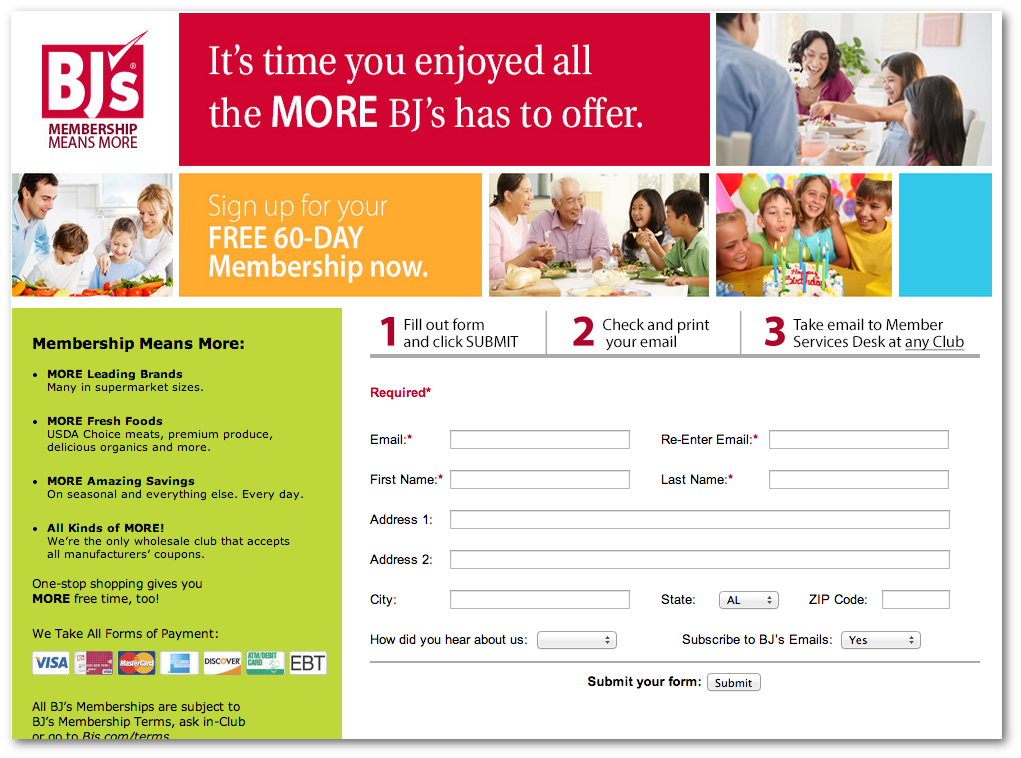 BJ's®
MEMBERSHIP
MEANS MORE
It's time you enjoyed all
the MORE BJ's has to offer.
Sign up for your
FREE 60-DAY
Membership now.
Happy
Birthday
Membership Means More:
• MORE Leading Brands
Many in supermarket sizes.
• MORE Fresh Foods
USDA Choice meats, premium produce,
delicious organics and more.
• MORE Amazing Savings
On seasonal and everything else. Every day.
• All Kinds of MORE!
We're the only wholesale club that accepts
all manufacturers' coupons.
One-stop shopping gives you
MORE free time, too!
We Take All Forms of Payment:
VISA MasterCard DISCOVER ATM/DEBIT CARD EBT
All BJ's Memberships are subject to
BJ's Membership Terms, ask in-Club
or go to Bjs.com/terms
1 Fill out form
and click SUBMIT
2 Check and print
your email
3 Take email to Member
Services Desk at any Club
Required*
Email:* Re-Enter Email:*
First Name:* Last Name:*
Address 1:
Address 2:
City: State: AL ZIP Code:
How did you hear about us: Subscribe to BJ's Emails: Yes
Submit your form: Submit